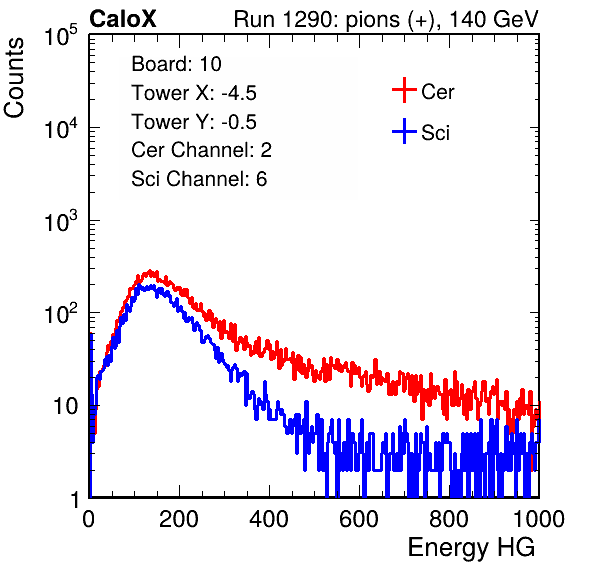 CaloX Run 1290: pions (+), 140 GeV
Counts
Board: 10
Tower X: -4.5
Tower Y: -0.5
Cer Channel: 2
Sci Channel: 6
Cer
Sci
10^5
10^4
10^3
10^2
10
1
0 200 400 600 800 1000
Energy HG